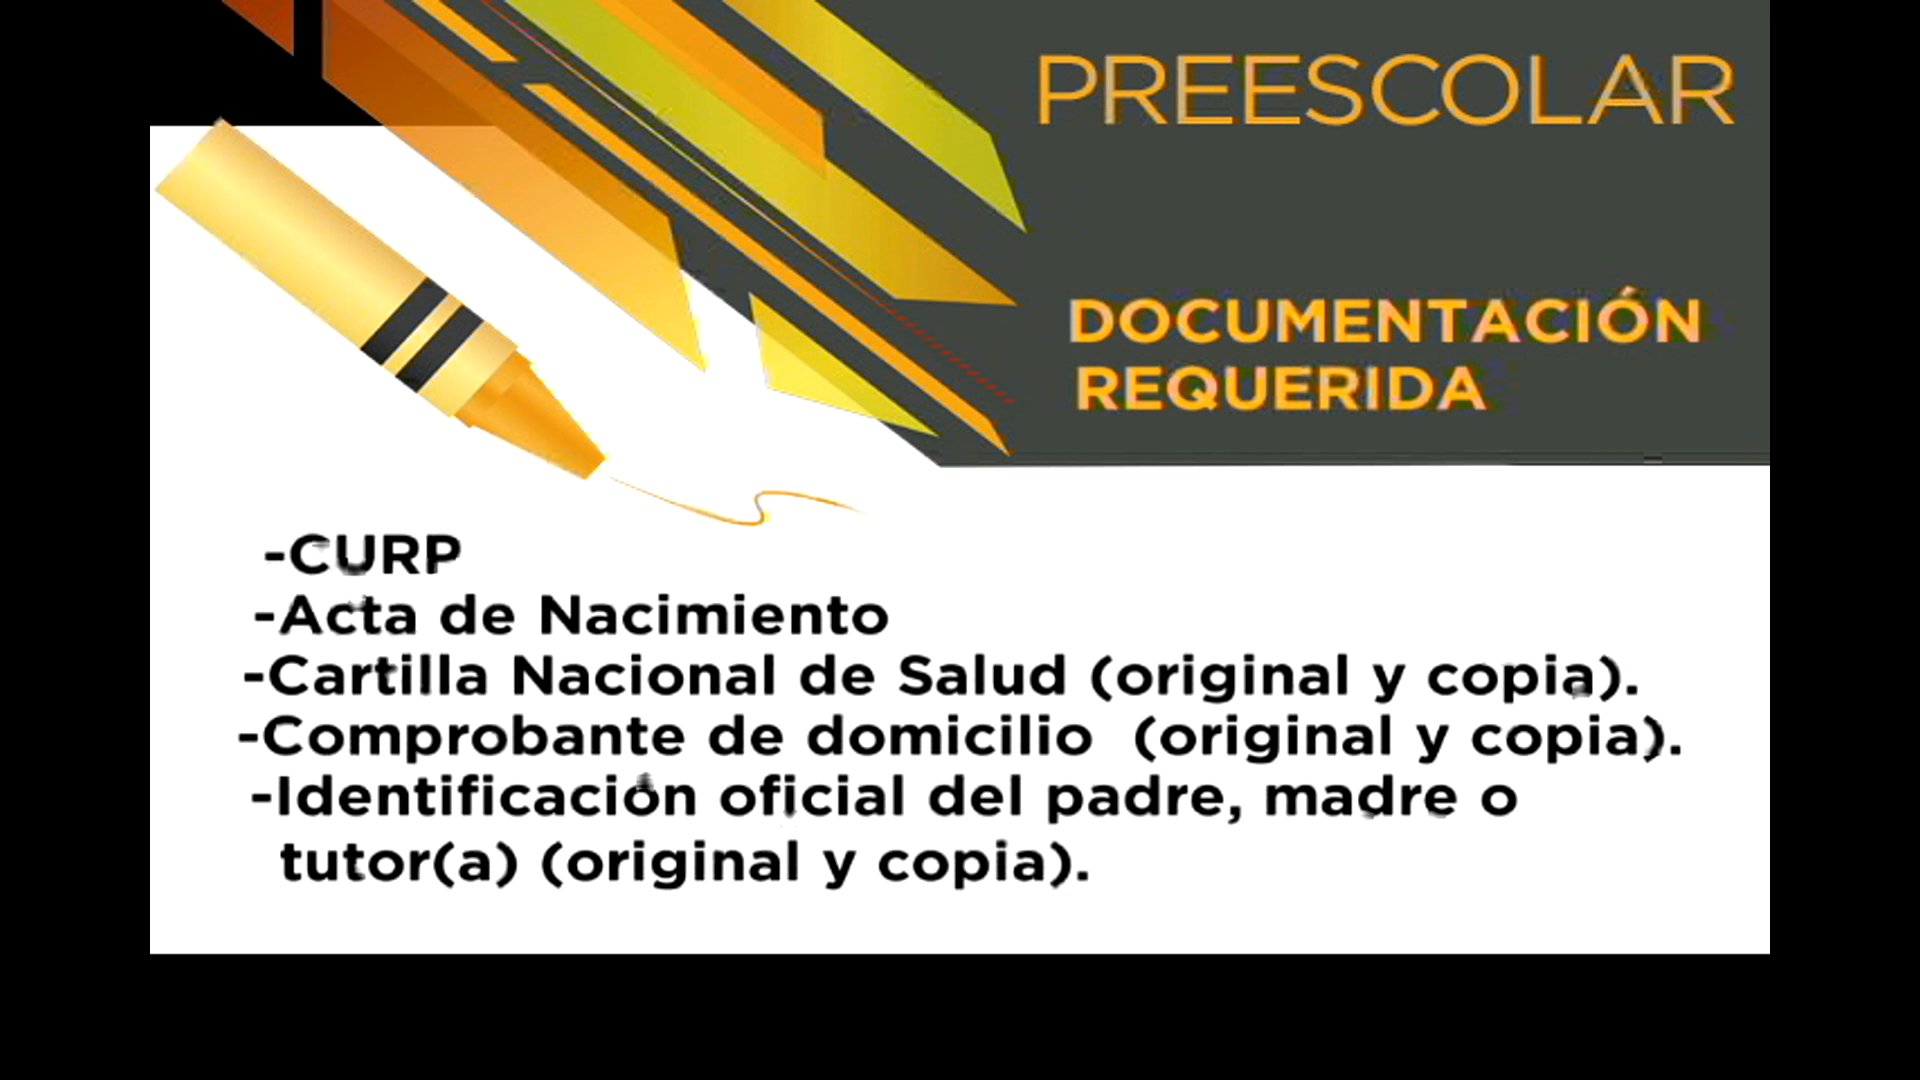 PREESCOLAR
DOCUMENTACIÓN
REQUERIDA
-CURP
-Acta de Nacimiento
-Cartilla Nacional de Salud (original y copia).
-Comprobante de domicilio (original y copia).
-Identificación oficial del padre, madre o
tutor(a) (original y copia).